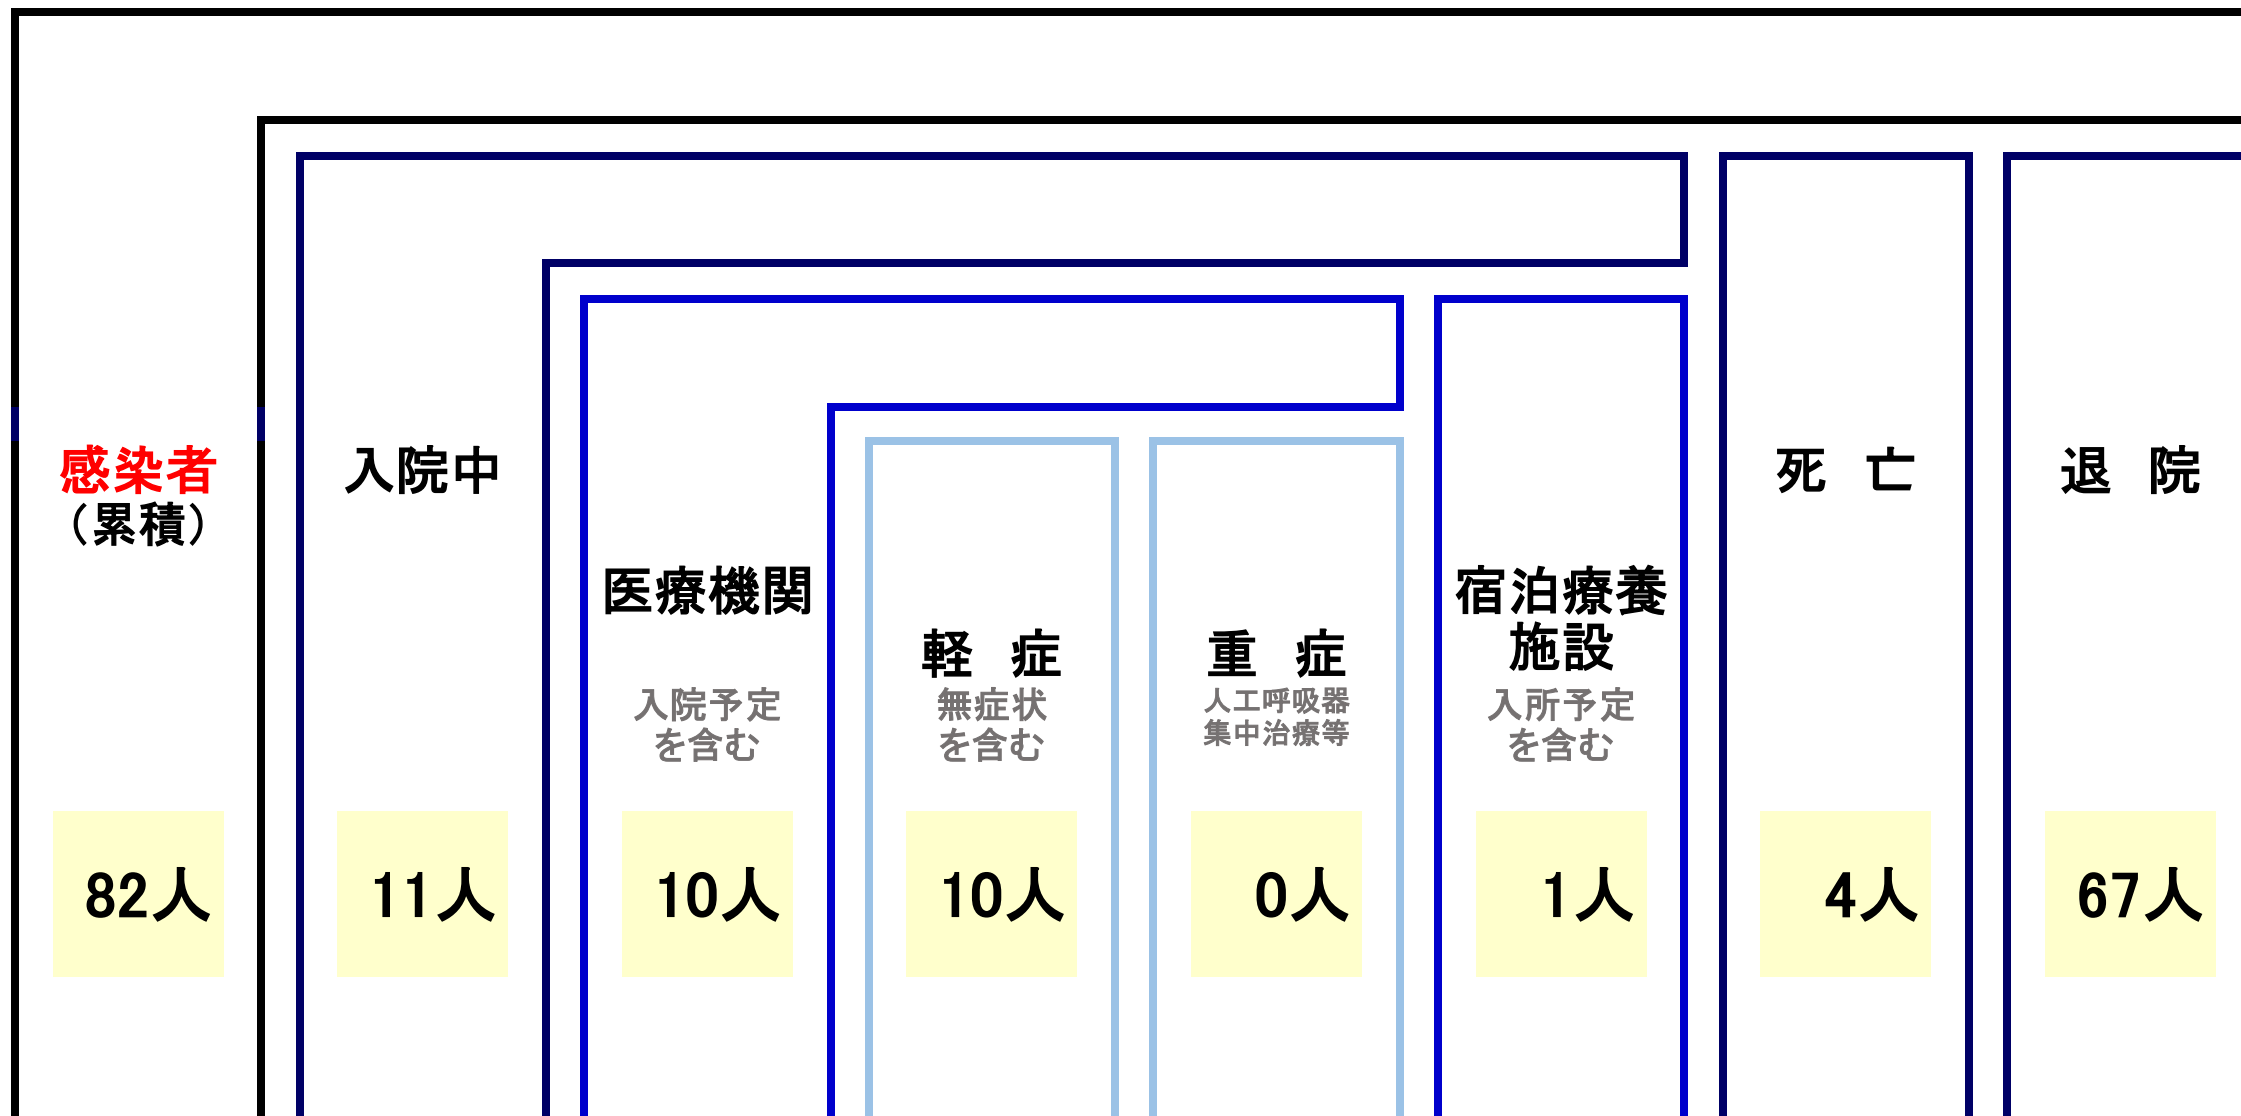 感染者
（累積）
82人
入院中
11人
医療機関
入院予定
を含む
10人
軽 症
無症状
を含む
10人
重 症
人工呼吸器
集中治療等
0人
宿泊療養
施設
入所予定
を含む
1人
死 亡
4人
退 院
67人